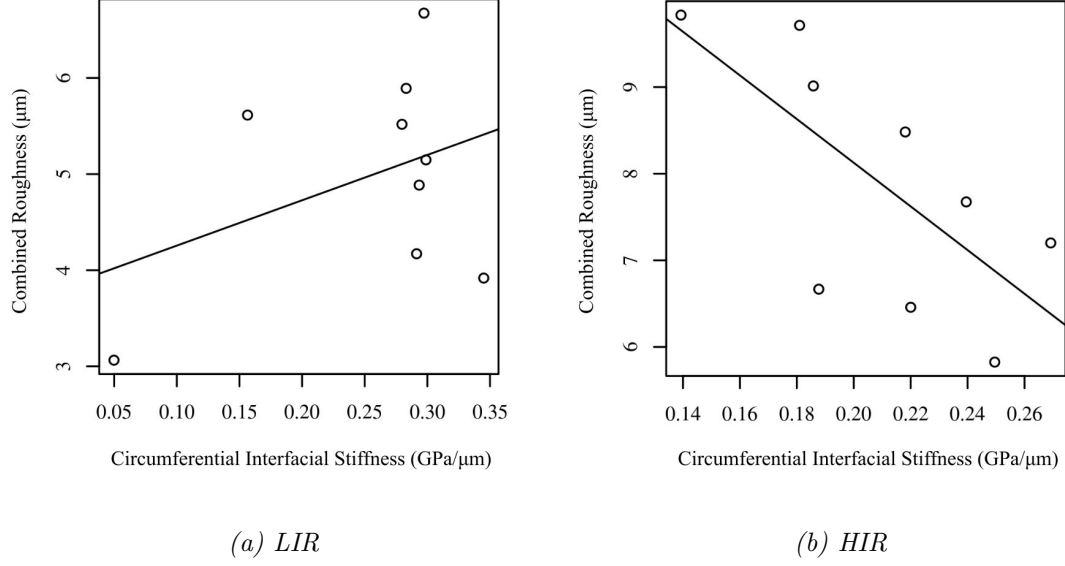 Combined Roughness (μm)
6
5
4
3
0.05 0.10 0.15 0.20 0.25 0.30 0.35
Circumferential Interfacial Stiffness (GPa/μm)
(a) LIR
Combined Roughness (μm)
9
8
7
6
0.14 0.16 0.18 0.20 0.22 0.24 0.26
Circumferential Interfacial Stiffness (GPa/μm)
(b) HIR